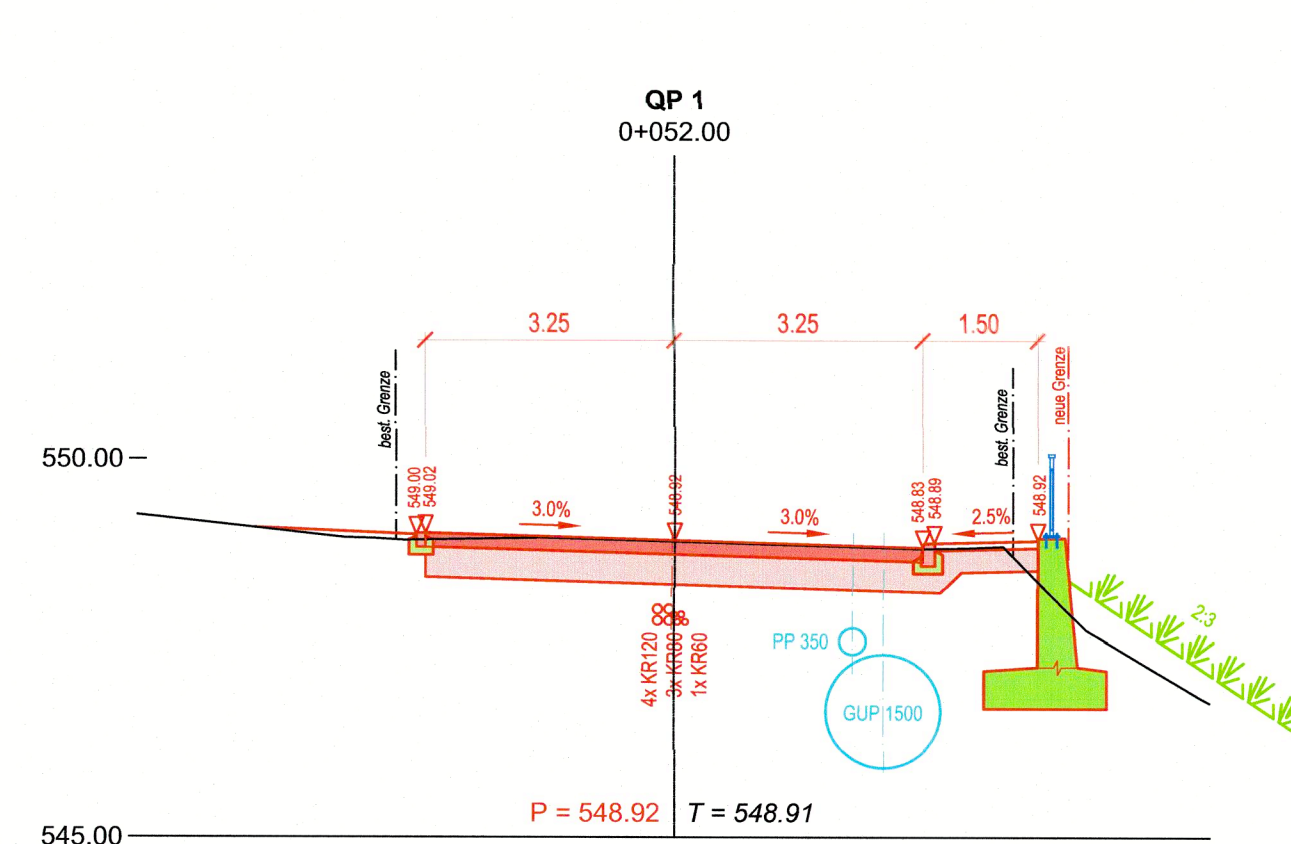 QP 1
0+052.00
3.25
3.25
1.50
best. Grenze
best. Grenze
neue Grenze
550.00
549.00
549.02
548.92
548.83
548.89
548.92
3.0%
3.0%
2.5%
2:3
4x KR120
3x KR80
1x KR60
PP 350
GUP 1500
P = 548.92
T = 548.91
545.00